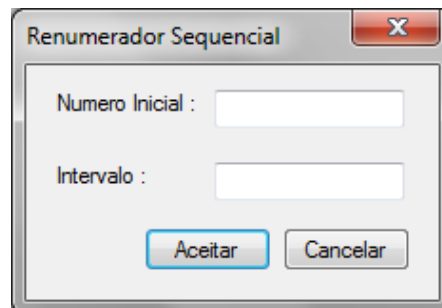 Renumerador Sequencial
Numero Inicial :
Intervalo :
Aceitar Cancelar